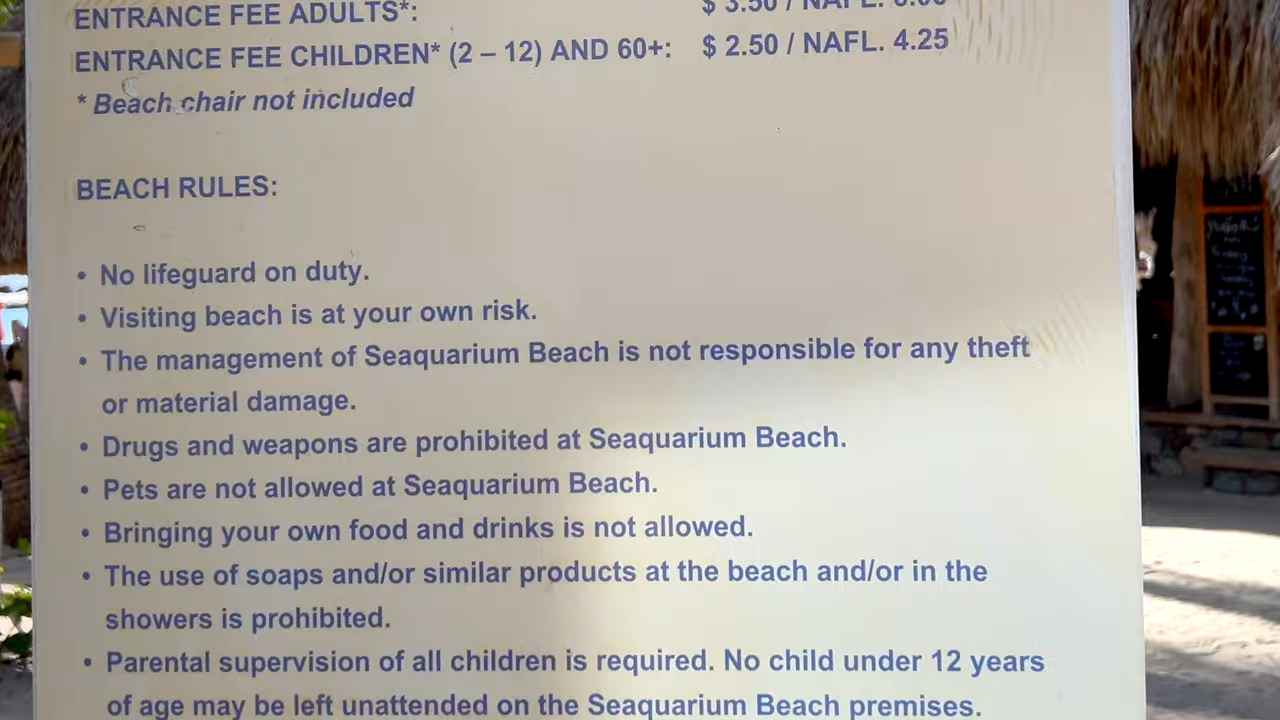 ENTRANCE FEE ADULTS*: $ 3.50 / NAFL. 6.00
ENTRANCE FEE CHILDREN* (2 – 12) AND 60+: $ 2.50 / NAFL. 4.25
* Beach chair not included
BEACH RULES:
• No lifeguard on duty.
• Visiting beach is at your own risk.
• The management of Seaquarium Beach is not responsible for any theft
or material damage.
• Drugs and weapons are prohibited at Seaquarium Beach.
• Pets are not allowed at Seaquarium Beach.
• Bringing your own food and drinks is not allowed.
• The use of soaps and/or similar products at the beach and/or in the
showers is prohibited.
• Parental supervision of all children is required. No child under 12 years
of age may be left unattended on the Seaquarium Beach premises.